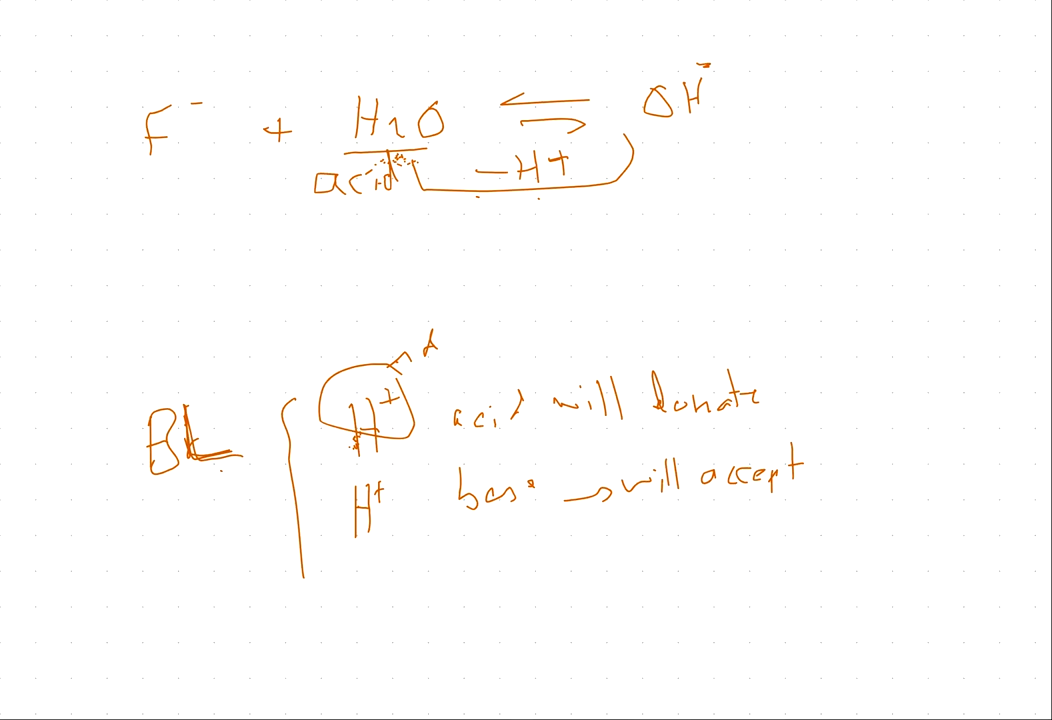 F⁻ + H2O ⇌ OH⁻
acid -H+
BL
H+ acid will donate
H+ base → will accept